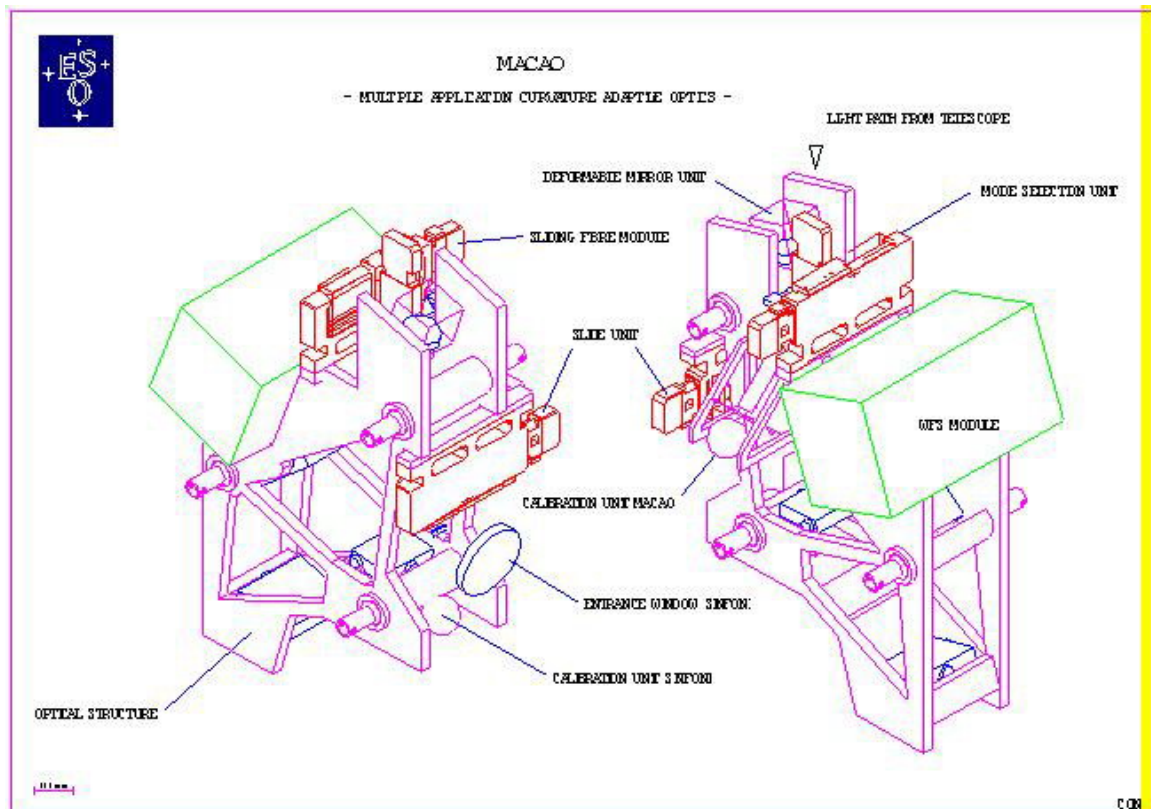 ESO
MACAO
- MULTIPLE APPLICATION CURVATURE ADAPTIVE OPTICS -
LIGHT PATH FROM TELESCOPE
DEFORMABLE MIRROR UNIT
MODE SELECTION UNIT
SLIDING FIBRE MODULE
SLIDE UNIT
WFS MODULE
CALIBRATION UNIT MACAO
ENTRANCE WINDOW SINFONI
CALIBRATION UNIT SINFONI
OPTICAL STRUCTURE
CON